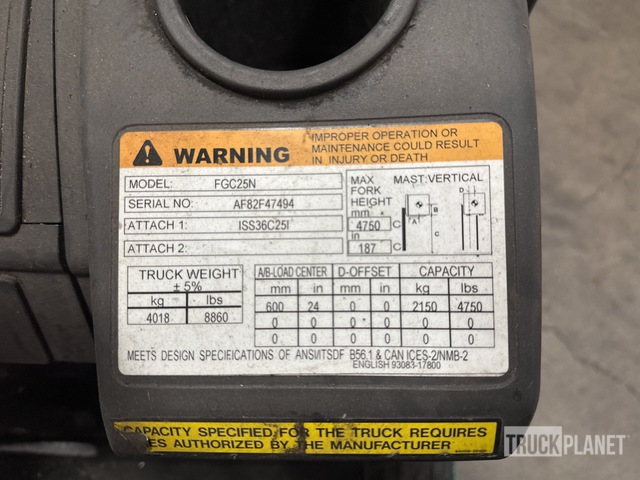 WARNING
IMPROPER OPERATION OR
MAINTENANCE COULD RESULT
IN INJURY OR DEATH
MODEL: FGC25N
SERIAL NO: AF82F47494
ATTACH 1: ISS36C25I
ATTACH 2:
MAX
FORK
HEIGHT
mm
4750 C
in
187
MAST:VERTICAL
D
B
A
C
TRUCK WEIGHT
± 5%
kg lbs
4018 8860
A/B-LOAD CENTER D-OFFSET CAPACITY
mm in mm in kg lbs
600 24 0 0 2150 4750
0 0 0 0 0 0
0 0 0 0 0 0
MEETS DESIGN SPECIFICATIONS OF ANSI/ITSDF B56.1 & CAN ICES-2/NMB-2
ENGLISH 93083-17800
CAPACITY SPECIFIED FOR THE TRUCK REQUIRES
AUTHORIZED BY THE MANUFACTURER
TRUCKPLANET